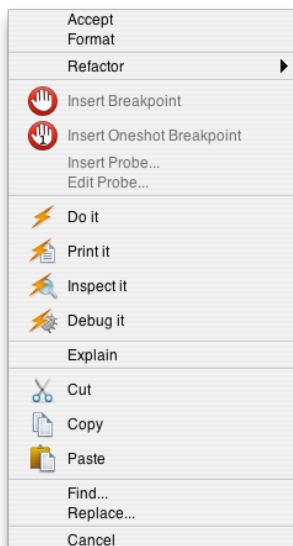 Accept
Format
Refactor
Insert Breakpoint
Insert Oneshot Breakpoint
Insert Probe...
Edit Probe...
Do it
Print it
Inspect it
Debug it
Explain
Cut
Copy
Paste
Find...
Replace...
Cancel